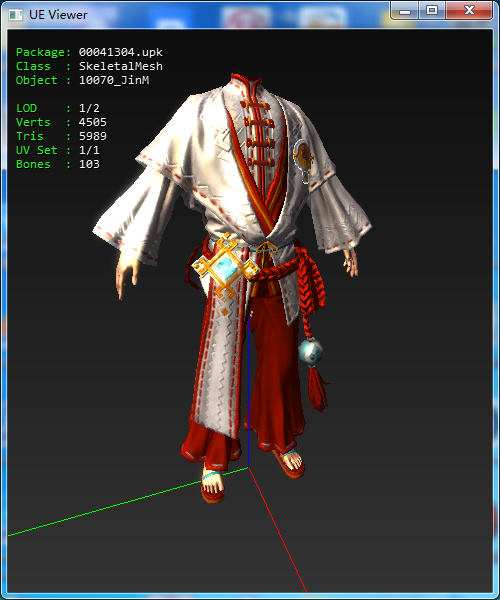 UE Viewer
Package: 00041304.upk
Class : SkeletalMesh
Object : 10070_JinM
LOD : 1/2
Verts : 4505
Tris : 5989
UV Set : 1/1
Bones : 103